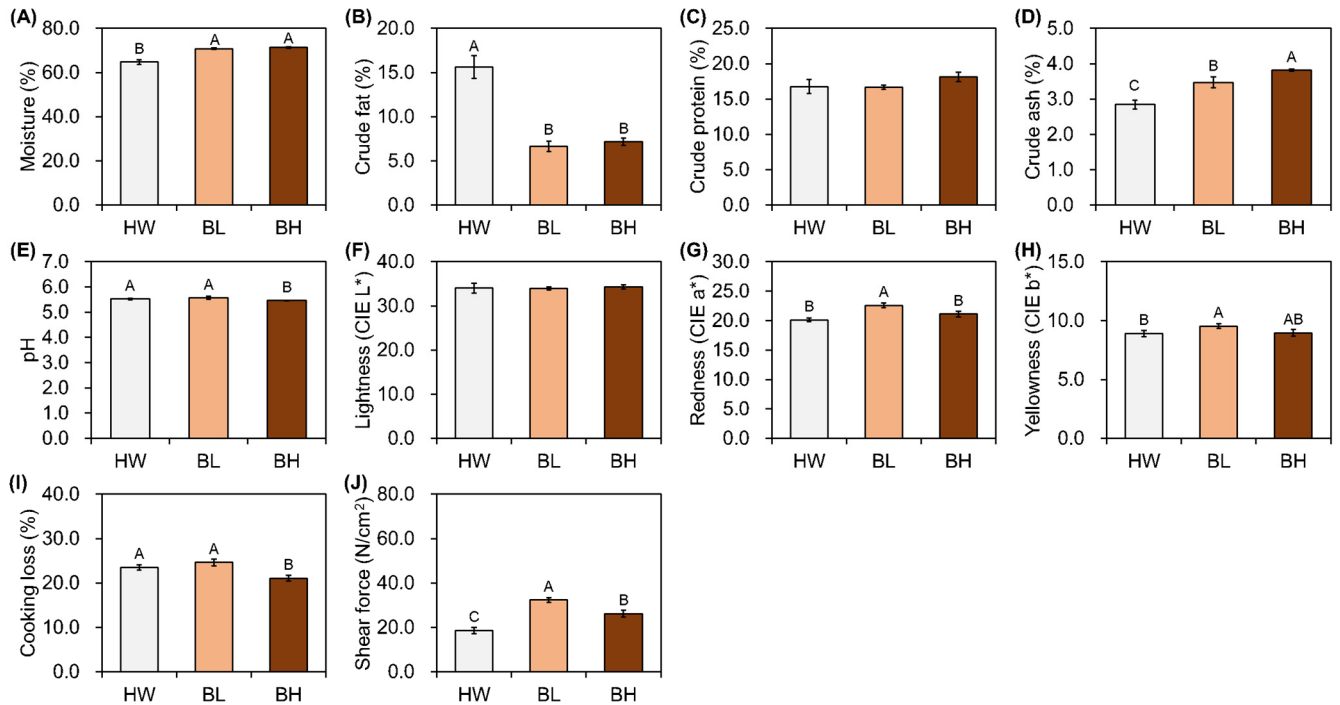 (A)
Moisture (%)
80.0
60.0
40.0
20.0
0.0
B
A
A
HW
BL
BH
(B)
Crude fat (%)
20.0
15.0
10.0
5.0
0.0
A
B
B
HW
BL
BH
(C)
Crude protein (%)
25.0
20.0
15.0
10.0
5.0
0.0
HW
BL
BH
(D)
Crude ash (%)
5.0
4.0
3.0
2.0
1.0
0.0
C
B
A
HW
BL
BH
(E)
pH
7.0
6.0
5.0
4.0
3.0
2.0
1.0
0.0
A
A
B
HW
BL
BH
(F)
Lightness (CIE L*)
40.0
30.0
20.0
10.0
0.0
HW
BL
BH
(G)
Redness (CIE a*)
30.0
25.0
20.0
15.0
10.0
5.0
0.0
B
A
B
HW
BL
BH
(H)
Yellowness (CIE b*)
15.0
10.0
5.0
0.0
B
A
AB
HW
BL
BH
(I)
Cooking loss (%)
40.0
30.0
20.0
10.0
0.0
A
A
B
HW
BL
BH
(J)
Shear force (N/cm²)
80.0
60.0
40.0
20.0
0.0
C
A
B
HW
BL
BH